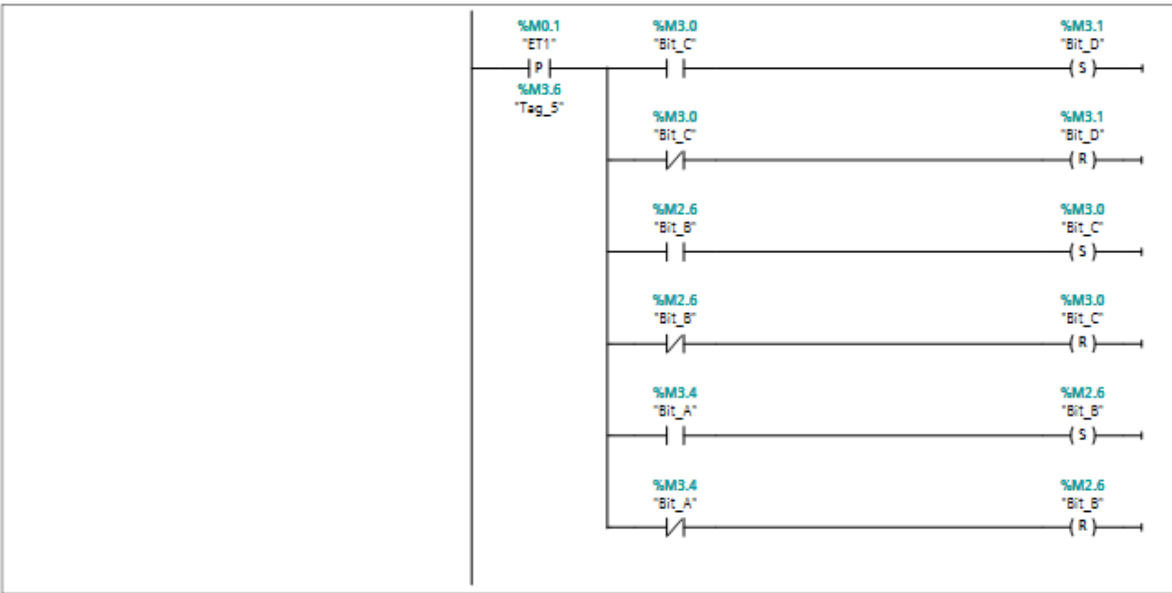 %M0.1 %M3.0 %M3.1
"ET1" "Bit_C" "Bit_D"
P S
%M3.6
"Tag_5"
%M3.0 %M3.1
"Bit_C" "Bit_D"
R
%M2.6 %M3.0
"Bit_B" "Bit_C"
S
%M2.6 %M3.0
"Bit_B" "Bit_C"
R
%M3.4 %M2.6
"Bit_A" "Bit_B"
S
%M3.4 %M2.6
"Bit_A" "Bit_B"
R